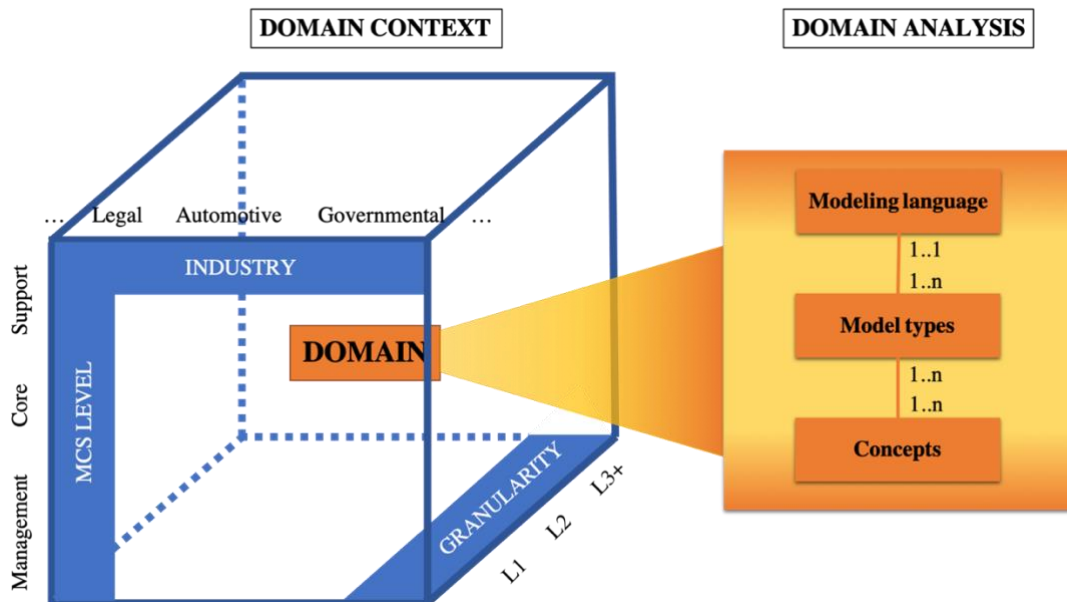 DOMAIN CONTEXT
DOMAIN ANALYSIS
… Legal Automotive Governmental …
INDUSTRY
MCS LEVEL
Support
Core
Management
DOMAIN
GRANULARITY
L1
L2
L3+
Modeling language
1..1
1..n
Model types
1..n
1..n
Concepts